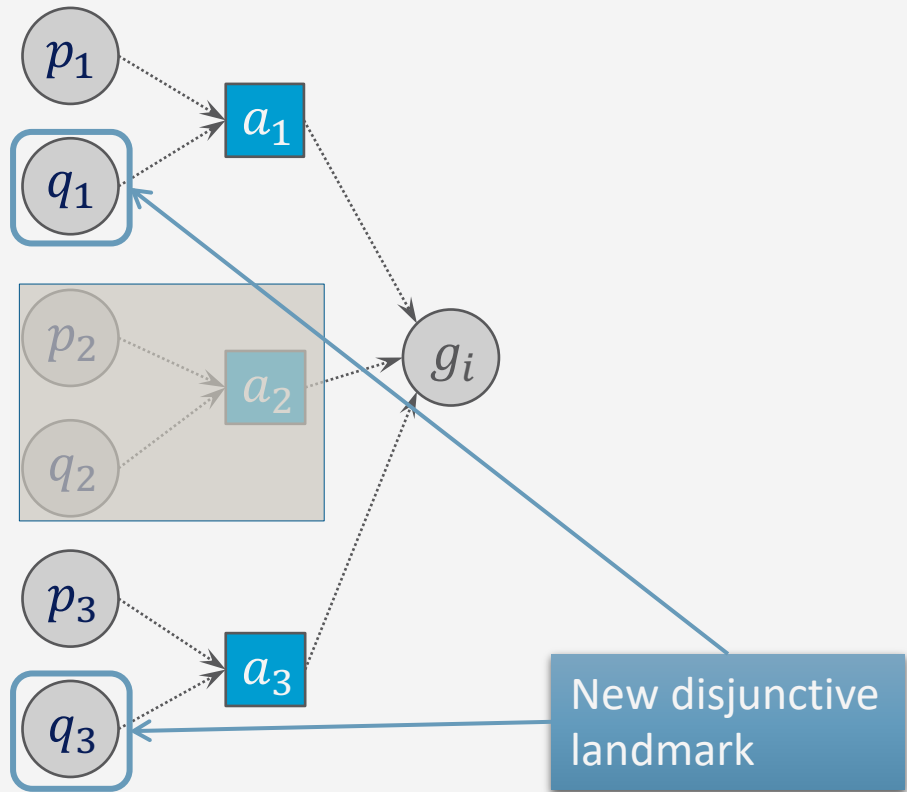 p₁
a₁
q₁
p₂
gᵢ
a₂
q₂
p₃
a₃
q₃
New disjunctive
landmark